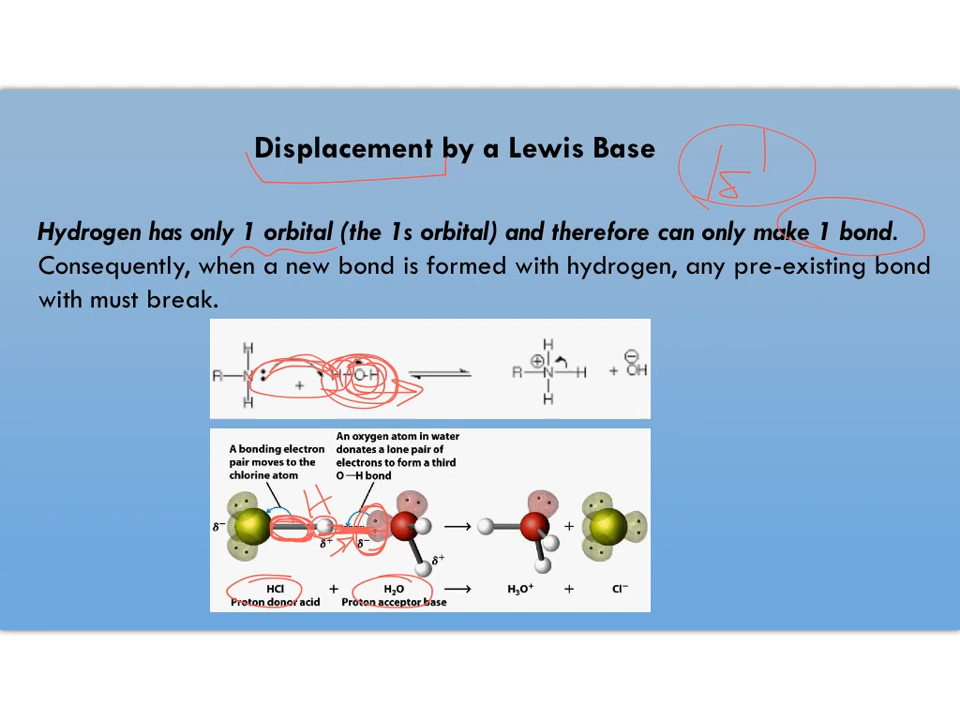 Displacement by a Lewis Base
1s¹
Hydrogen has only 1 orbital (the 1s orbital) and therefore can only make 1 bond.
Consequently, when a new bond is formed with hydrogen, any pre-existing bond
with must break.
H
R—N: + H—O—H
H
H
R—N⊕—H + ⊖OH
H
A bonding electron
pair moves to the
chlorine atom
An oxygen atom in water
donates a lone pair of
electrons to form a third
O—H bond
H
δ− δ+ δ− δ+
+
HCl + H₂O ⟶ H₃O⁺ + Cl⁻
Proton donor acid Proton acceptor base